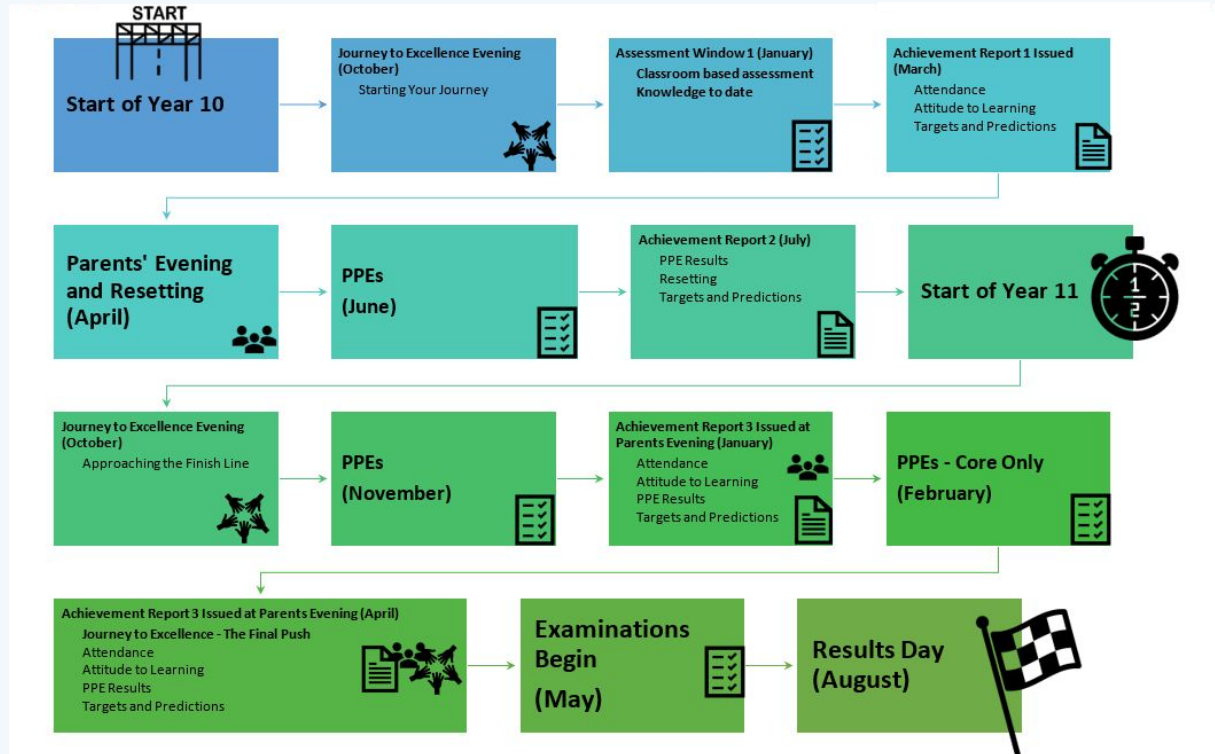 START
Start of Year 10
Journey to Excellence Evening
(October)
Starting Your Journey
Assessment Window 1 (January)
Classroom based assessment
Knowledge to date
Achievement Report 1 Issued
(March)
Attendance
Attitude to Learning
Targets and Predictions
Parents' Evening
and Resetting
(April)
PPEs
(June)
Achievement Report 2 (July)
PPE Results
Resetting
Targets and Predictions
Start of Year 11
1
2
Journey to Excellence Evening
(October)
Approaching the Finish Line
PPEs
(November)
Achievement Report 3 Issued at
Parents Evening (January)
Attendance
Attitude to Learning
PPE Results
Targets and Predictions
PPEs - Core Only
(February)
Achievement Report 3 Issued at Parents Evening (April)
Journey to Excellence - The Final Push
Attendance
Attitude to Learning
PPE Results
Targets and Predictions
Examinations
Begin
(May)
Results Day
(August)